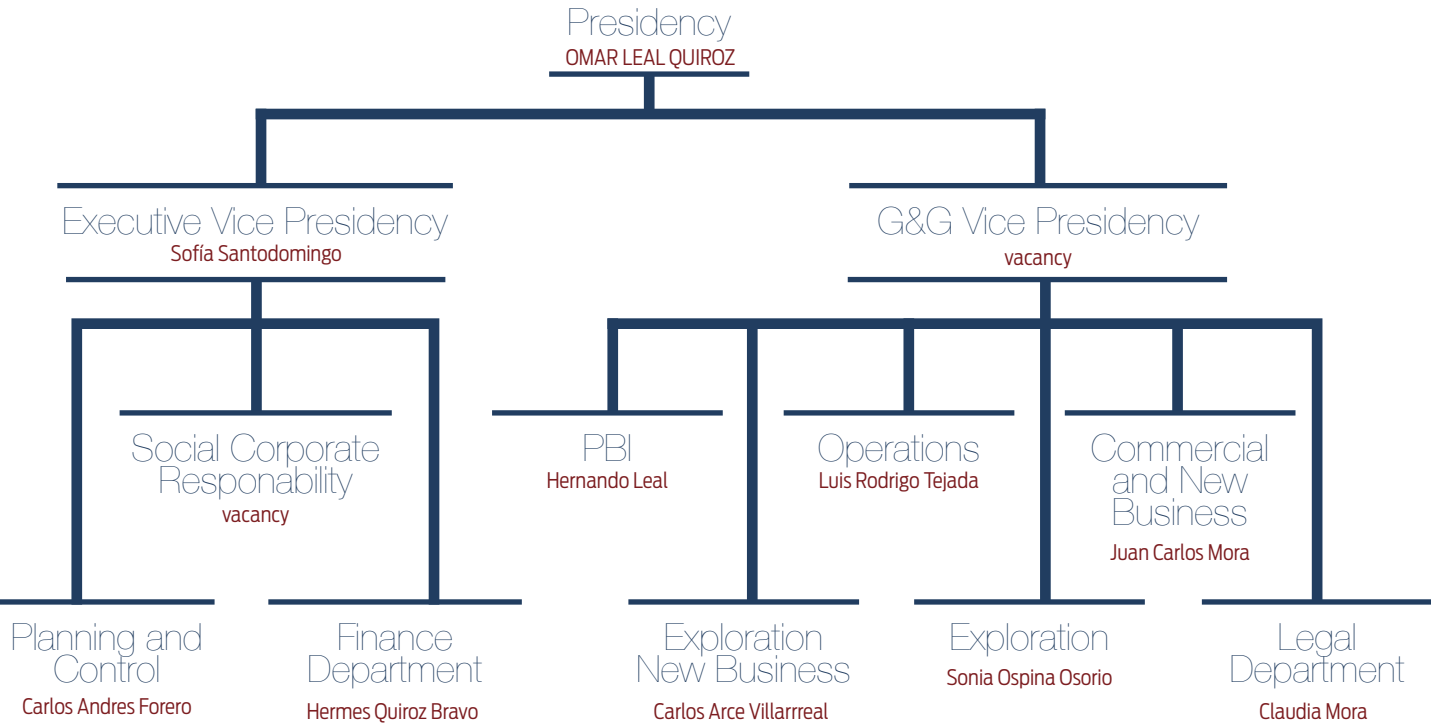 Presidency
OMAR LEAL QUIROZ
Executive Vice Presidency
Sofía Santodomingo
G&G Vice Presidency
vacancy
Social Corporate
Responability
vacancy
PBI
Hernando Leal
Operations
Luis Rodrigo Tejada
Commercial
and New
Business
Juan Carlos Mora
Planning and
Control
Carlos Andres Forero
Finance
Department
Hermes Quiroz Bravo
Exploration
New Business
Carlos Arce Villarrreal
Exploration
Sonia Ospina Osorio
Legal
Department
Claudia Mora